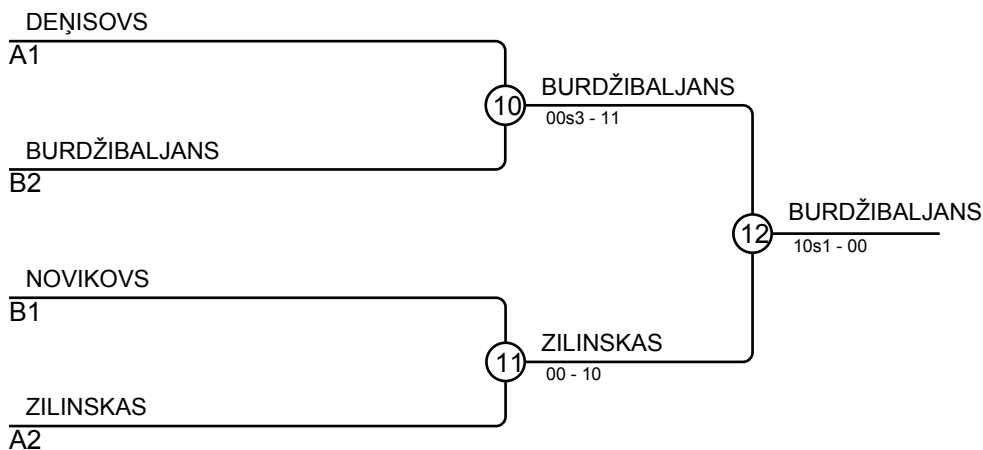 DEŅISOVS
A1
10
BURDŽIBALJANS
00s3 - 11
BURDŽIBALJANS
B2
12
BURDŽIBALJANS
10s1 - 00
NOVIKOVS
B1
11
ZILINSKAS
00 - 10
ZILINSKAS
A2